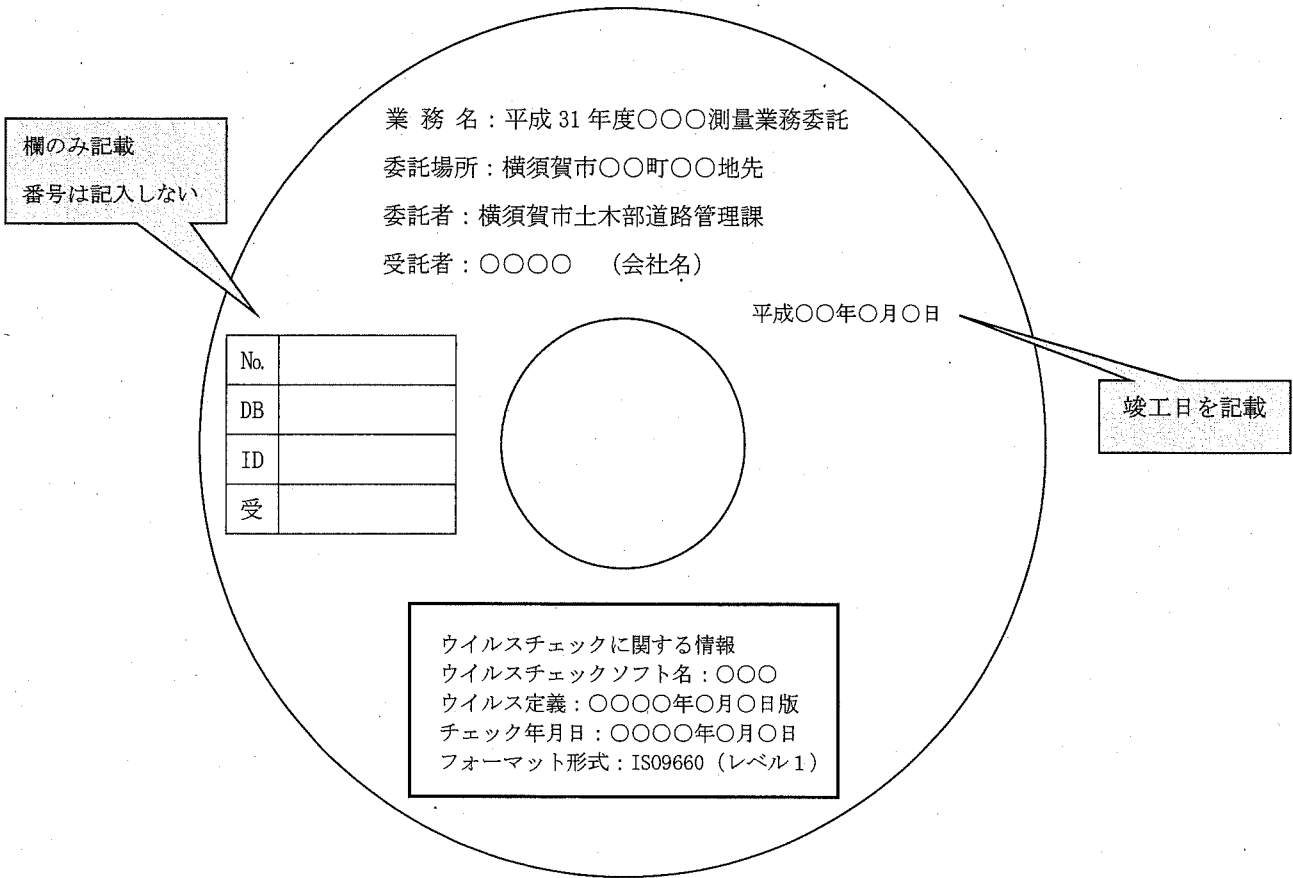 業 務 名：平成 31 年度○○○測量業務委託
委託場所：横須賀市○○町○○地先
委託者：横須賀市土木部道路管理課
受託者：○○○○　（会社名）
欄のみ記載
番号は記入しない
平成○○年○月○日
竣工日を記載
No.
DB
ID
受
ウイルスチェックに関する情報
ウイルスチェックソフト名：○○○
ウイルス定義：○○○○年○月○日版
チェック年月日：○○○○年○月○日
フォーマット形式：ISO9660（レベル１）